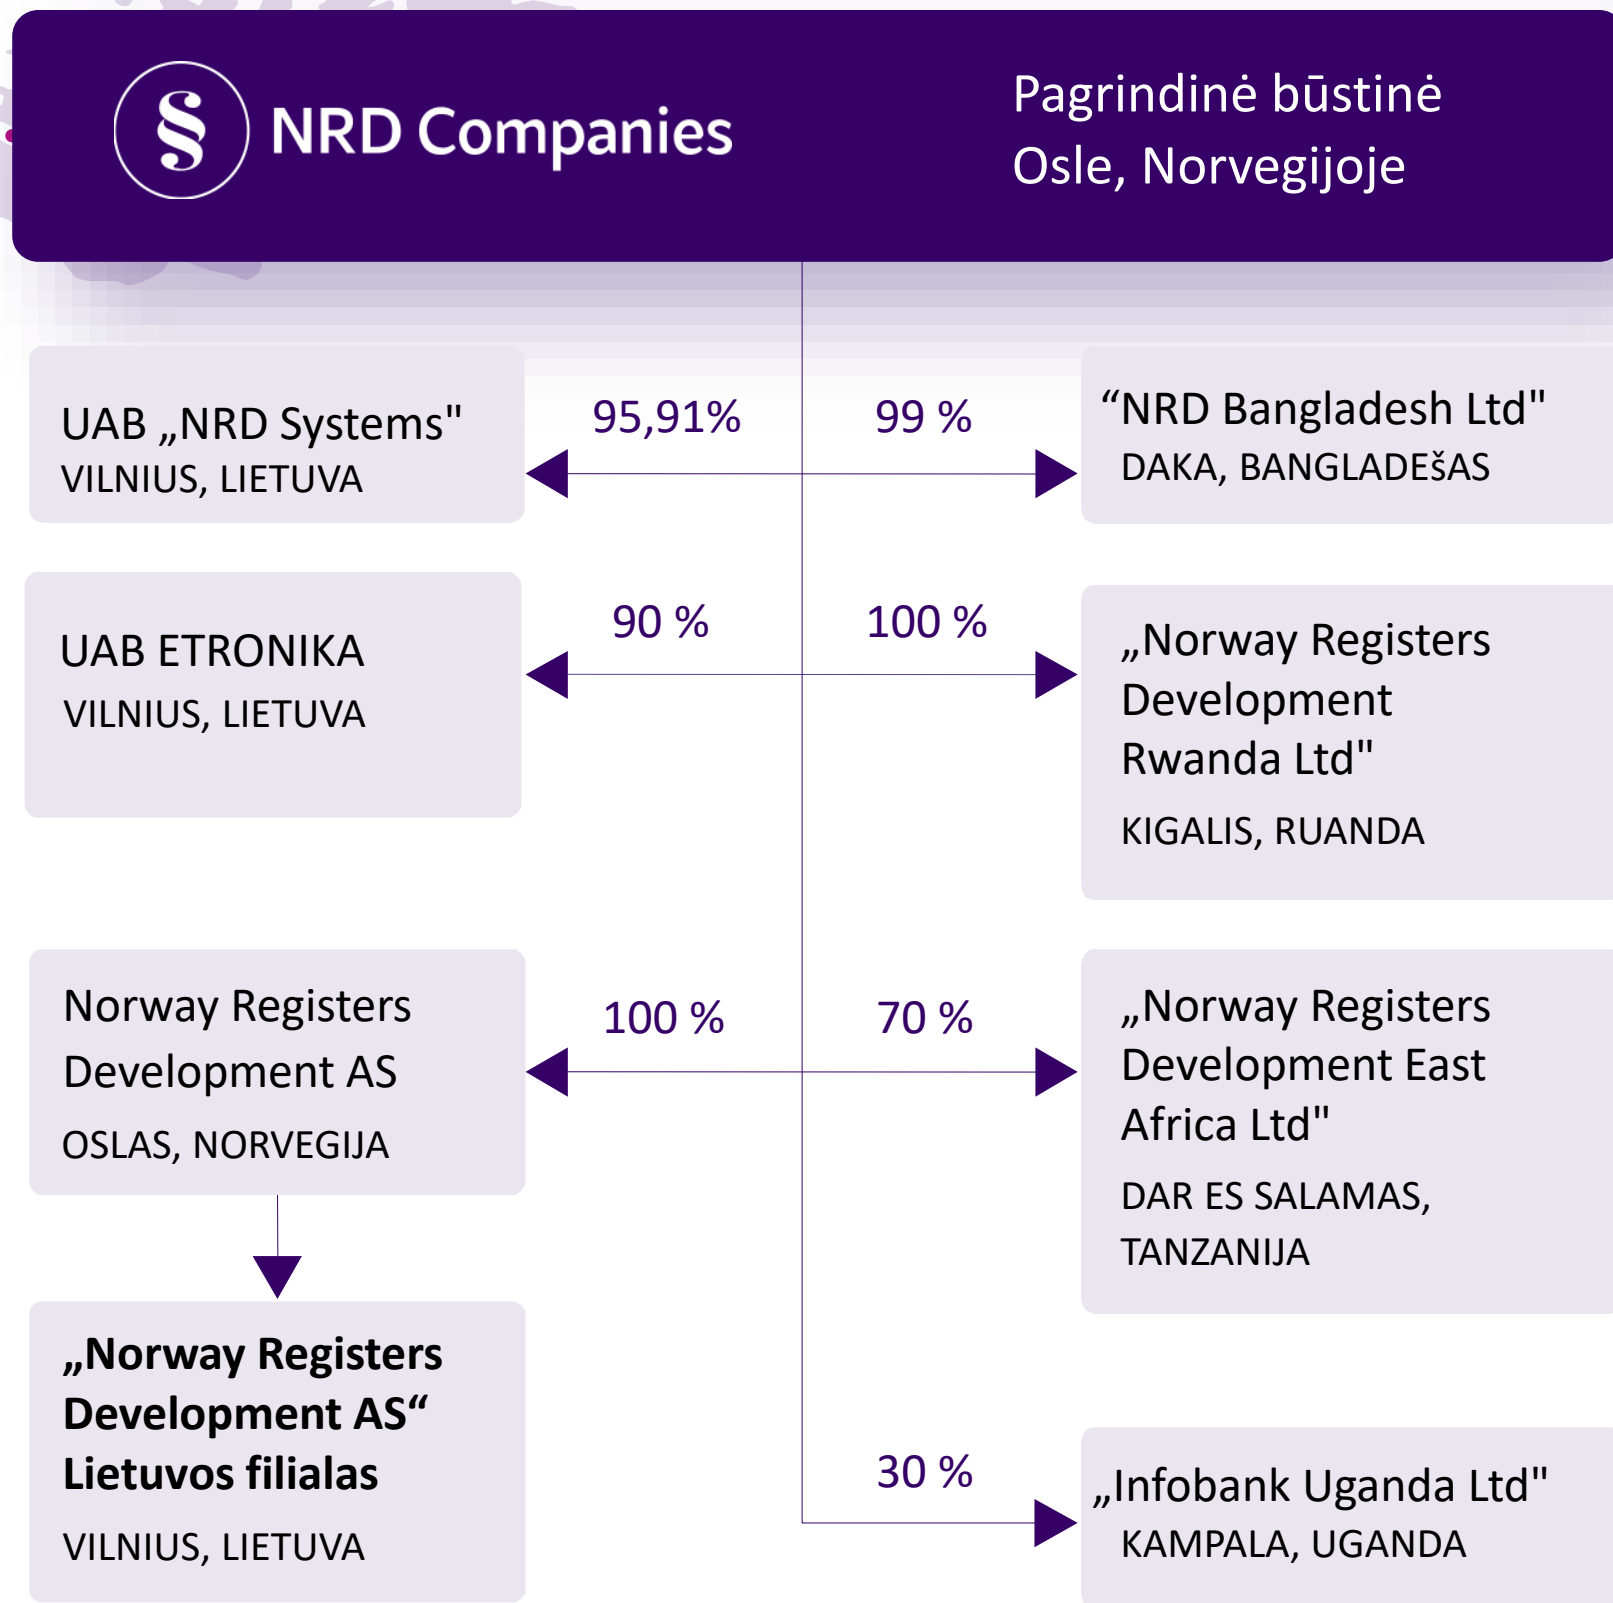 § NRD Companies
Pagrindinė būstinė
Osle, Norvegijoje
UAB „NRD Systems"
VILNIUS, LIETUVA
95,91%
99 %
“NRD Bangladesh Ltd"
DAKA, BANGLADEšAS
UAB ETRONIKA
VILNIUS, LIETUVA
90 %
100 %
„Norway Registers
Development
Rwanda Ltd"
KIGALIS, RUANDA
Norway Registers
Development AS
OSLAS, NORVEGIJA
100 %
70 %
„Norway Registers
Development East
Africa Ltd"
DAR ES SALAMAS,
TANZANIJA
„Norway Registers
Development AS“
Lietuvos filialas
VILNIUS, LIETUVA
30 %
„Infobank Uganda Ltd"
KAMPALA, UGANDA